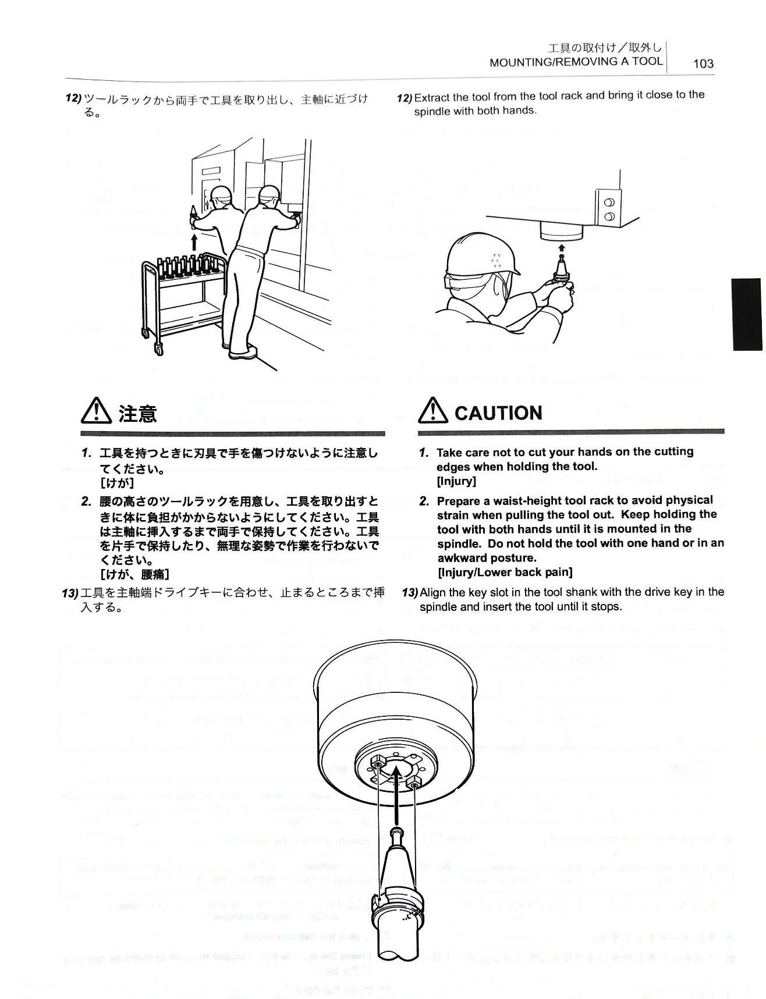 工具の取付け／取外し
MOUNTING/REMOVING A TOOL
103
12)ツールラックから両手で工具を取り出し、主軸に近づけ
る。
12)Extract the tool from the tool rack and bring it close to the
spindle with both hands.
注意
1. 工具を持つときに刃具で手を傷つけないように注意し
てください。
[けが]
2. 腰の高さのツールラックを用意し、工具を取り出すと
きに体に負担がかからないようにしてください。工具
は主軸に挿入するまで両手で保持してください。工具
を片手で保持したり、無理な姿勢で作業を行わないで
ください。
[けが、腰痛]
CAUTION
1. Take care not to cut your hands on the cutting
edges when holding the tool.
[Injury]
2. Prepare a waist-height tool rack to avoid physical
strain when pulling the tool out. Keep holding the
tool with both hands until it is mounted in the
spindle. Do not hold the tool with one hand or in an
awkward posture.
[Injury/Lower back pain]
13)工具を主軸端ドライブキーに合わせ、止まるところまで挿
入する。
13)Align the key slot in the tool shank with the drive key in the
spindle and insert the tool until it stops.